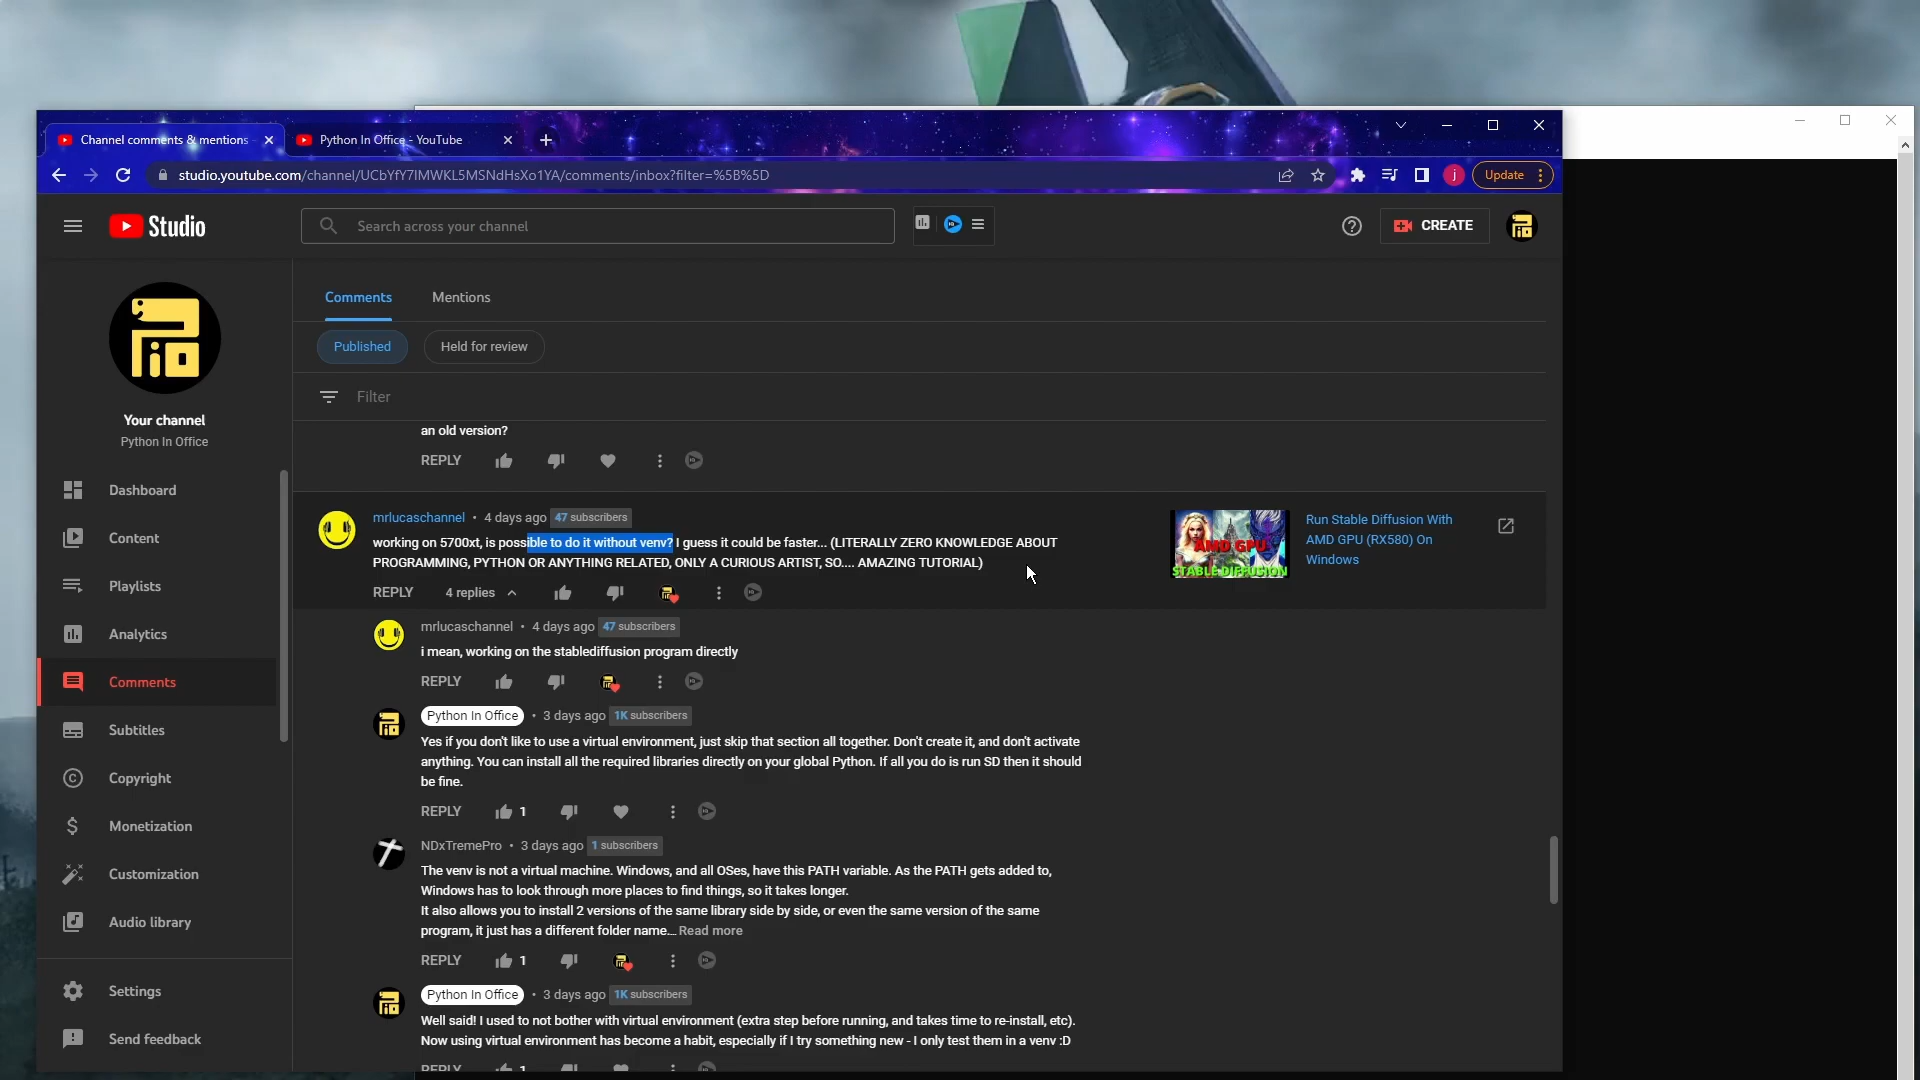 Channel comments & mentions
Python In Office - YouTube
studio.youtube.com/channel/UCbYfY7IMWKL5MSNdHsXo1YA/comments/inbox?filter=%5B%5D
j
Update
Studio
Search across your channel
CREATE
Your channel
Python In Office
Dashboard
Content
Playlists
Analytics
Comments
Subtitles
Copyright
Monetization
Customization
Audio library
Settings
Send feedback
Comments
Mentions
Published
Held for review
Filter
an old version?
REPLY
mrlucaschannel • 4 days ago 47 subscribers
working on 5700xt, is possible to do it without venv? I guess it could be faster... (LITERALLY ZERO KNOWLEDGE ABOUT
PROGRAMMING, PYTHON OR ANYTHING RELATED, ONLY A CURIOUS ARTIST, SO.... AMAZING TUTORIAL)
REPLY 4 replies
AMD GPU
STABLE DIFFUSION
Run Stable Diffusion With
AMD GPU (RX580) On
Windows
mrlucaschannel • 4 days ago 47 subscribers
i mean, working on the stablediffusion program directly
REPLY
Python In Office • 3 days ago 1K subscribers
Yes if you don't like to use a virtual environment, just skip that section all together. Don't create it, and don't activate
anything. You can install all the required libraries directly on your global Python. If all you do is run SD then it should
be fine.
REPLY 1
NDxTremePro • 3 days ago 1 subscribers
The venv is not a virtual machine. Windows, and all OSes, have this PATH variable. As the PATH gets added to,
Windows has to look through more places to find things, so it takes longer.
It also allows you to install 2 versions of the same library side by side, or even the same version of the same
program, it just has a different folder name... Read more
REPLY 1
Python In Office • 3 days ago 1K subscribers
Well said! I used to not bother with virtual environment (extra step before running, and takes time to re-install, etc).
Now using virtual environment has become a habit, especially if I try something new - I only test them in a venv :D
REPLY 1